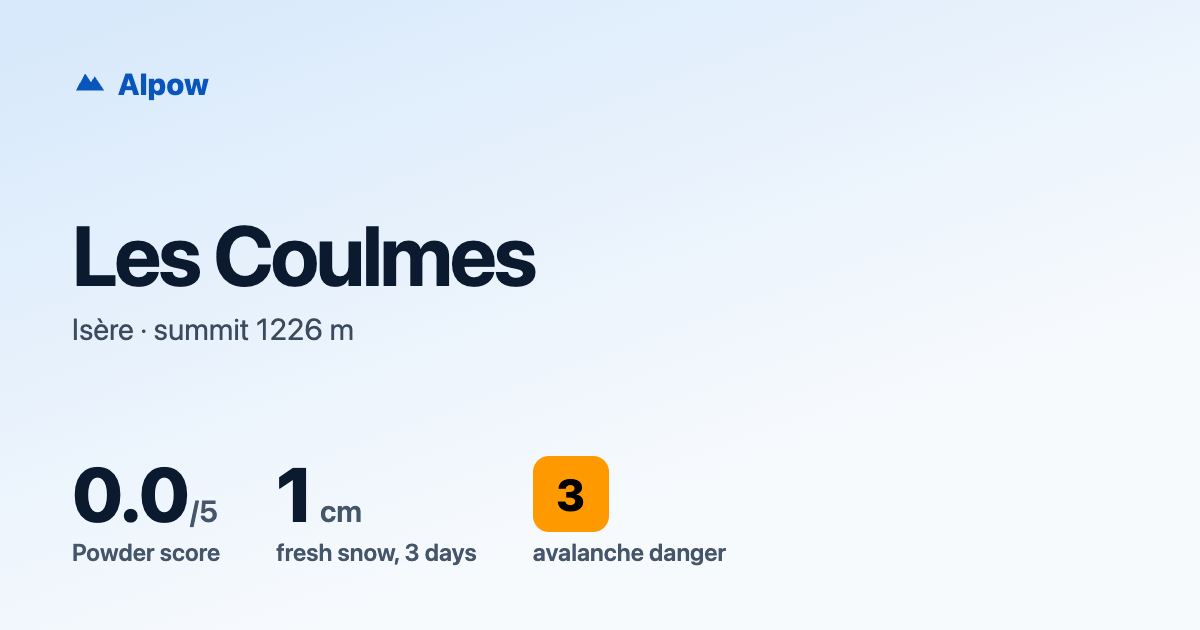 Alpow
Les Coulmes
Isère · summit 1226 m
0.0/5
Powder score
1 cm
fresh snow, 3 days
3
avalanche danger